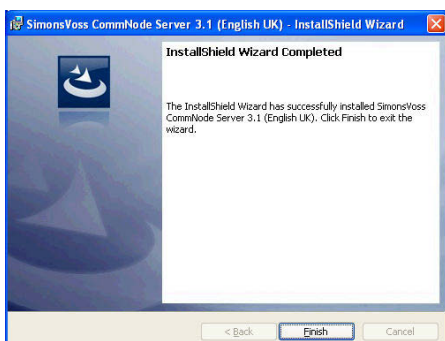 SimonsVoss CommNode Server 3.1 (English UK) - InstallShield Wizard
InstallShield Wizard Completed
The InstallShield Wizard has successfully installed SimonsVoss
CommNode Server 3.1 (English UK). Click Finish to exit the
wizard.
< Back
Finish
Cancel